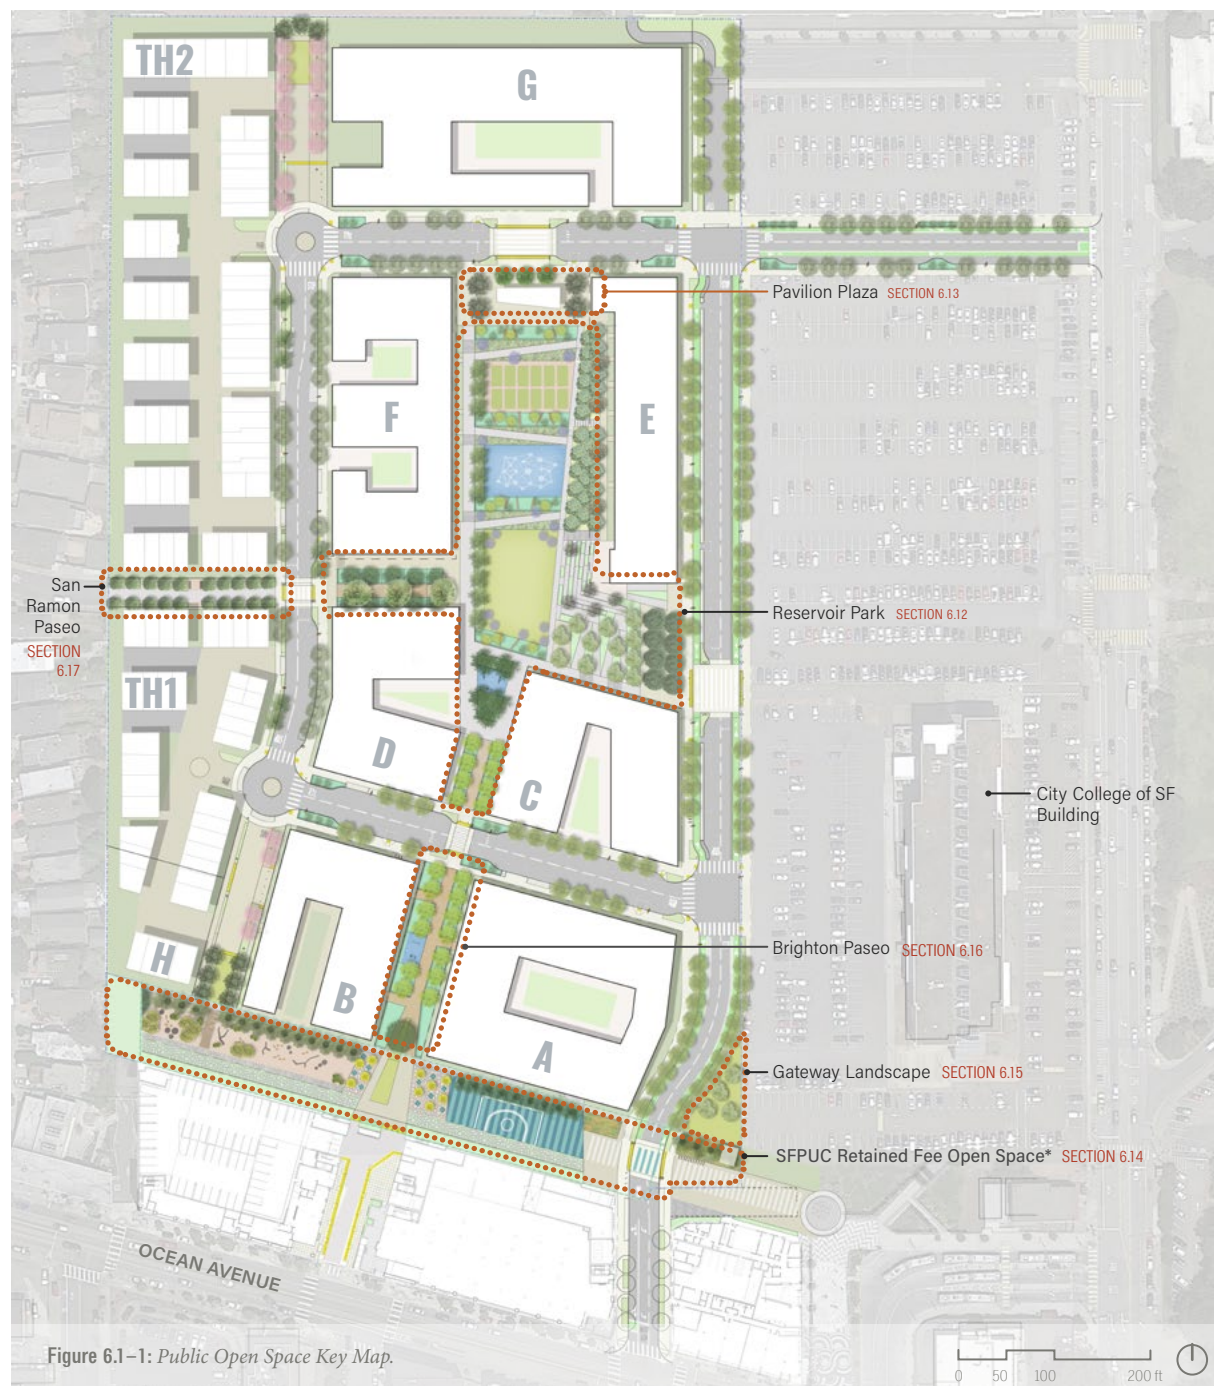 TH2
G
Pavilion Plaza SECTION 6.13
F
E
San
Ramon
Paseo
SECTION
6.17
Reservoir Park SECTION 6.12
TH1
D
C
City College of SF
Building
Brighton Paseo SECTION 6.16
H
B
A
Gateway Landscape SECTION 6.15
SFPUC Retained Fee Open Space* SECTION 6.14
OCEAN AVENUE
Figure 6.1–1: Public Open Space Key Map.
0 50 100 200 ft